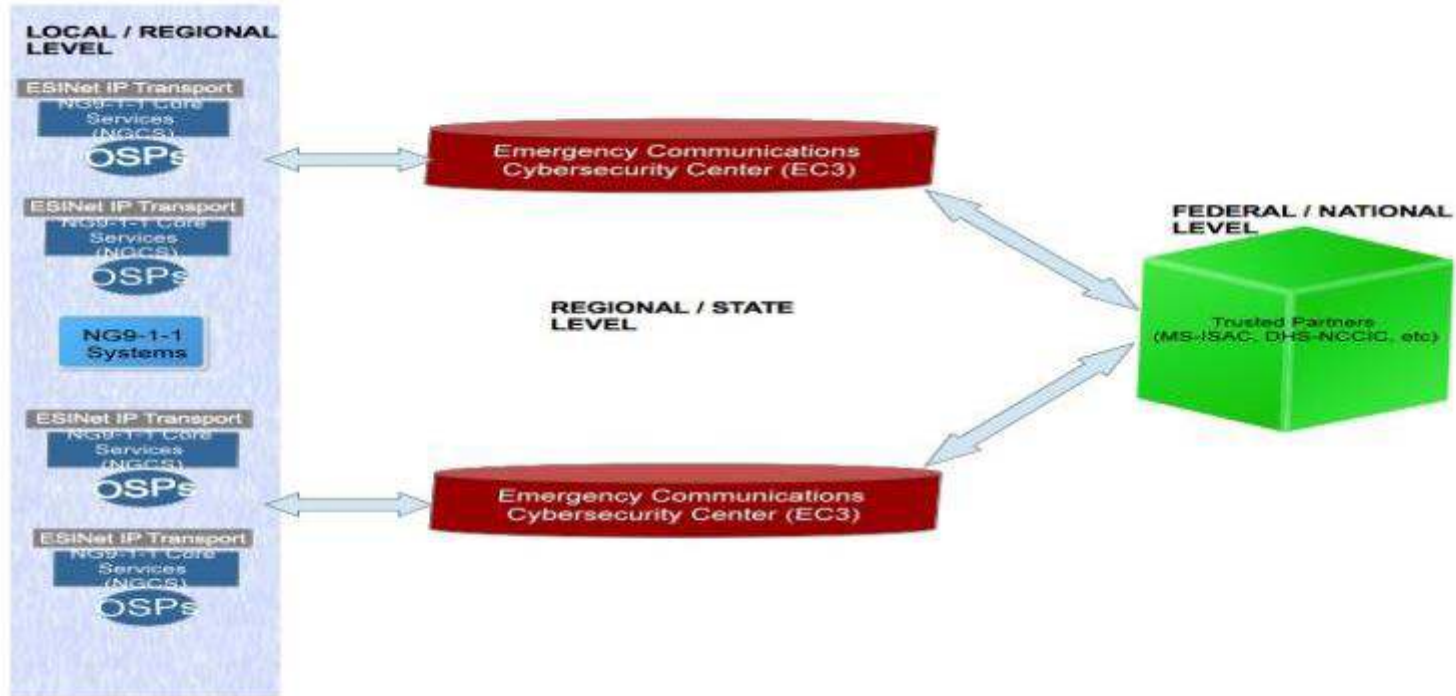 LOCAL / REGIONAL
LEVEL
ESINet IP Transport
NG9-1-1 Core
Services
(NGCS)
OSPs
ESINet IP Transport
NG9-1-1 Core
Services
(NGCS)
OSPs
NG9-1-1
Systems
ESINet IP Transport
NG9-1-1 Core
Services
(NGCS)
OSPs
ESINet IP Transport
NG9-1-1 Core
Services
(NGCS)
OSPs
Emergency Communications
Cybersecurity Center (EC3)
REGIONAL / STATE
LEVEL
Emergency Communications
Cybersecurity Center (EC3)
FEDERAL / NATIONAL
LEVEL
Trusted Partners
(MS-ISAC, DHS-NCCIC, etc)